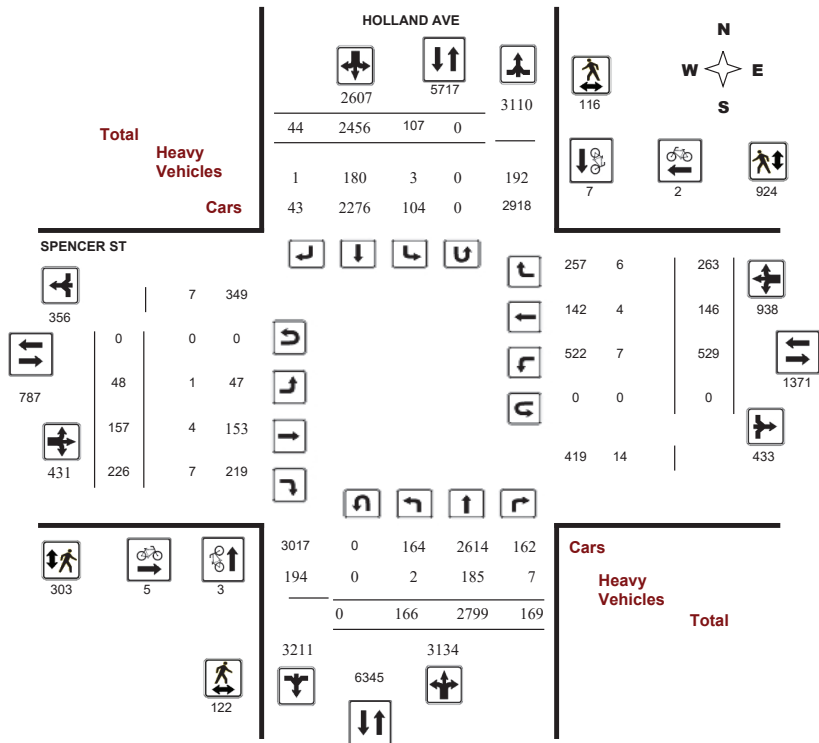 HOLLAND AVE
N
W E
S
2607
5717
3110
116
44 2456 107 0
Total
Heavy
Vehicles
1 180 3 0 192
7 2 924
Cars
43 2276 104 0 2918
SPENCER ST
257 6 263
7 349
356
142 4 146
938
0 0 0
522 7 529
787
48 1 47
1371
0 0 0
157 4 153
431
226 7 219
419 14
433
3017 0 164 2614 162
Cars
194 0 2 185 7
Heavy
Vehicles
303 5 3
0 166 2799 169
Total
3211
3134
6345
122